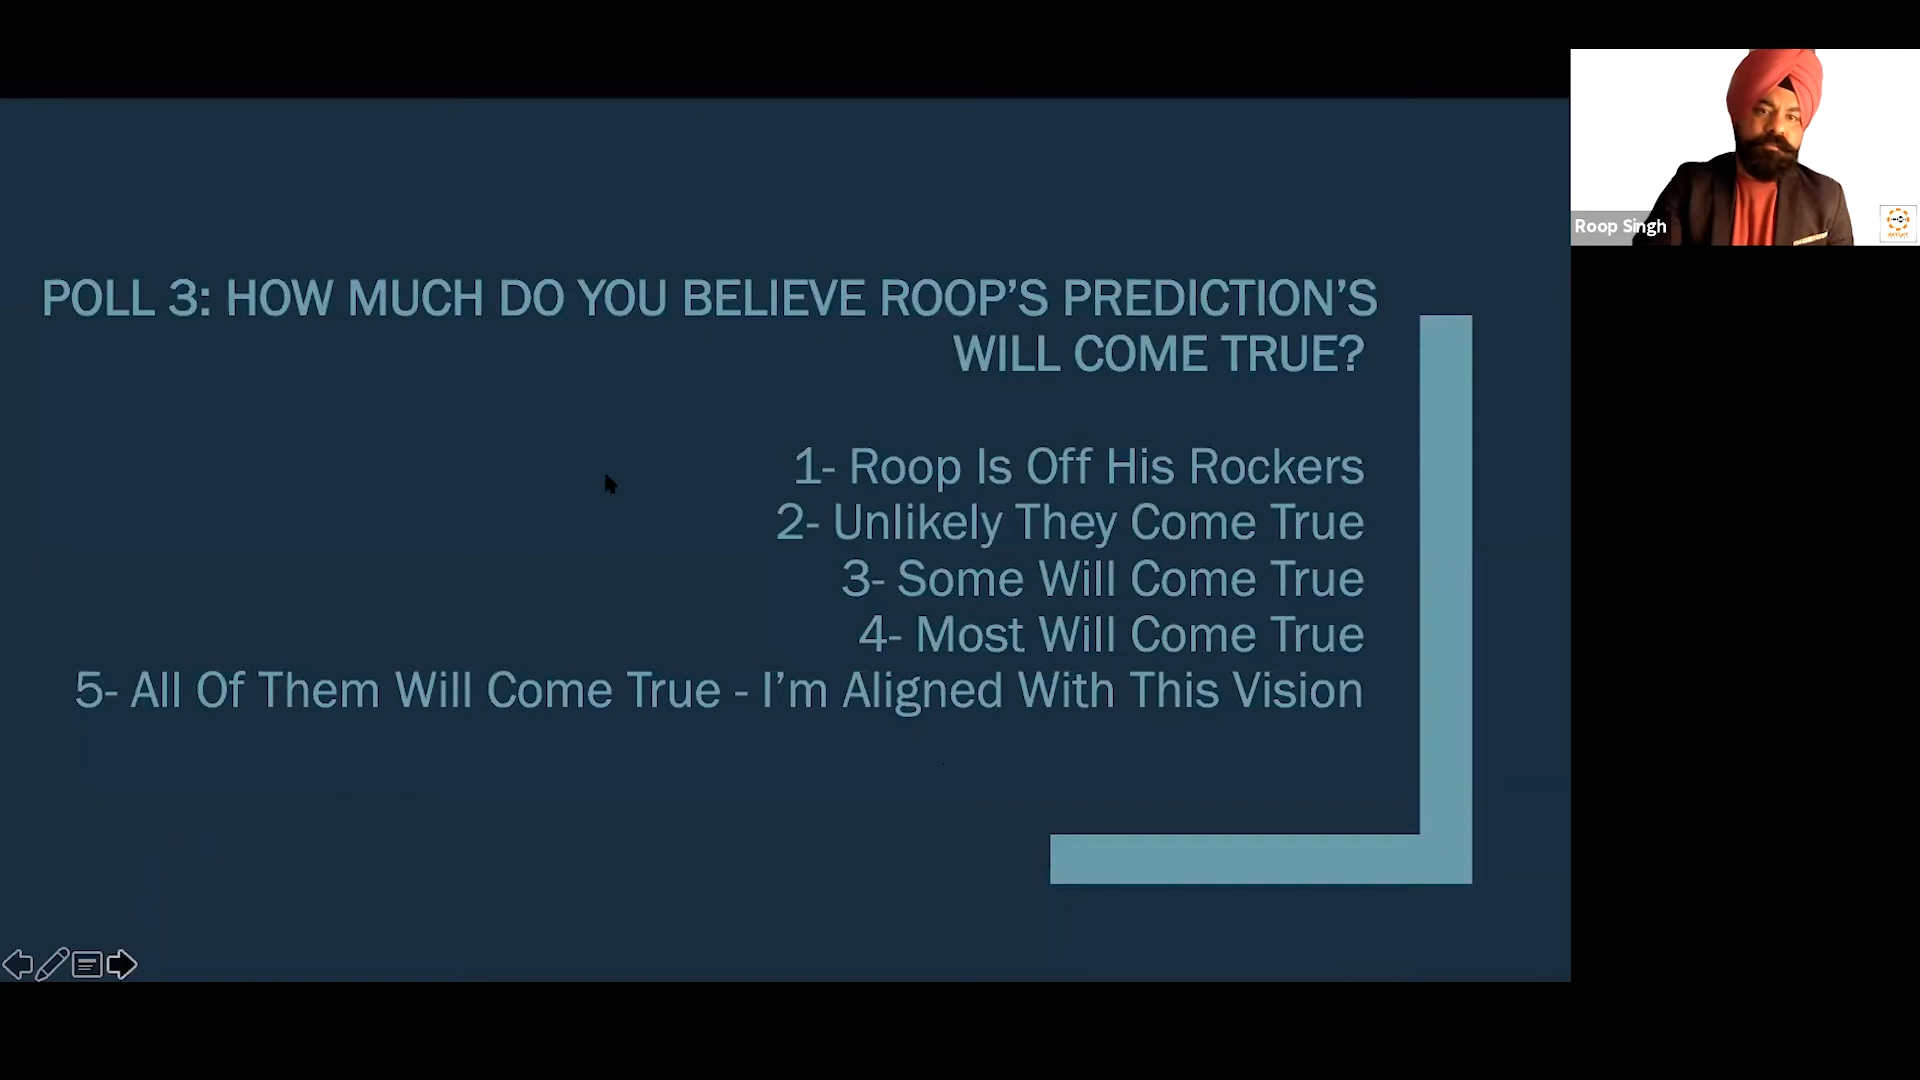 POLL 3: HOW MUCH DO YOU BELIEVE ROOP’S PREDICTION’S
WILL COME TRUE?
1- Roop Is Off His Rockers
2- Unlikely They Come True
3- Some Will Come True
4- Most Will Come True
5- All Of Them Will Come True - I’m Aligned With This Vision
Roop Singh